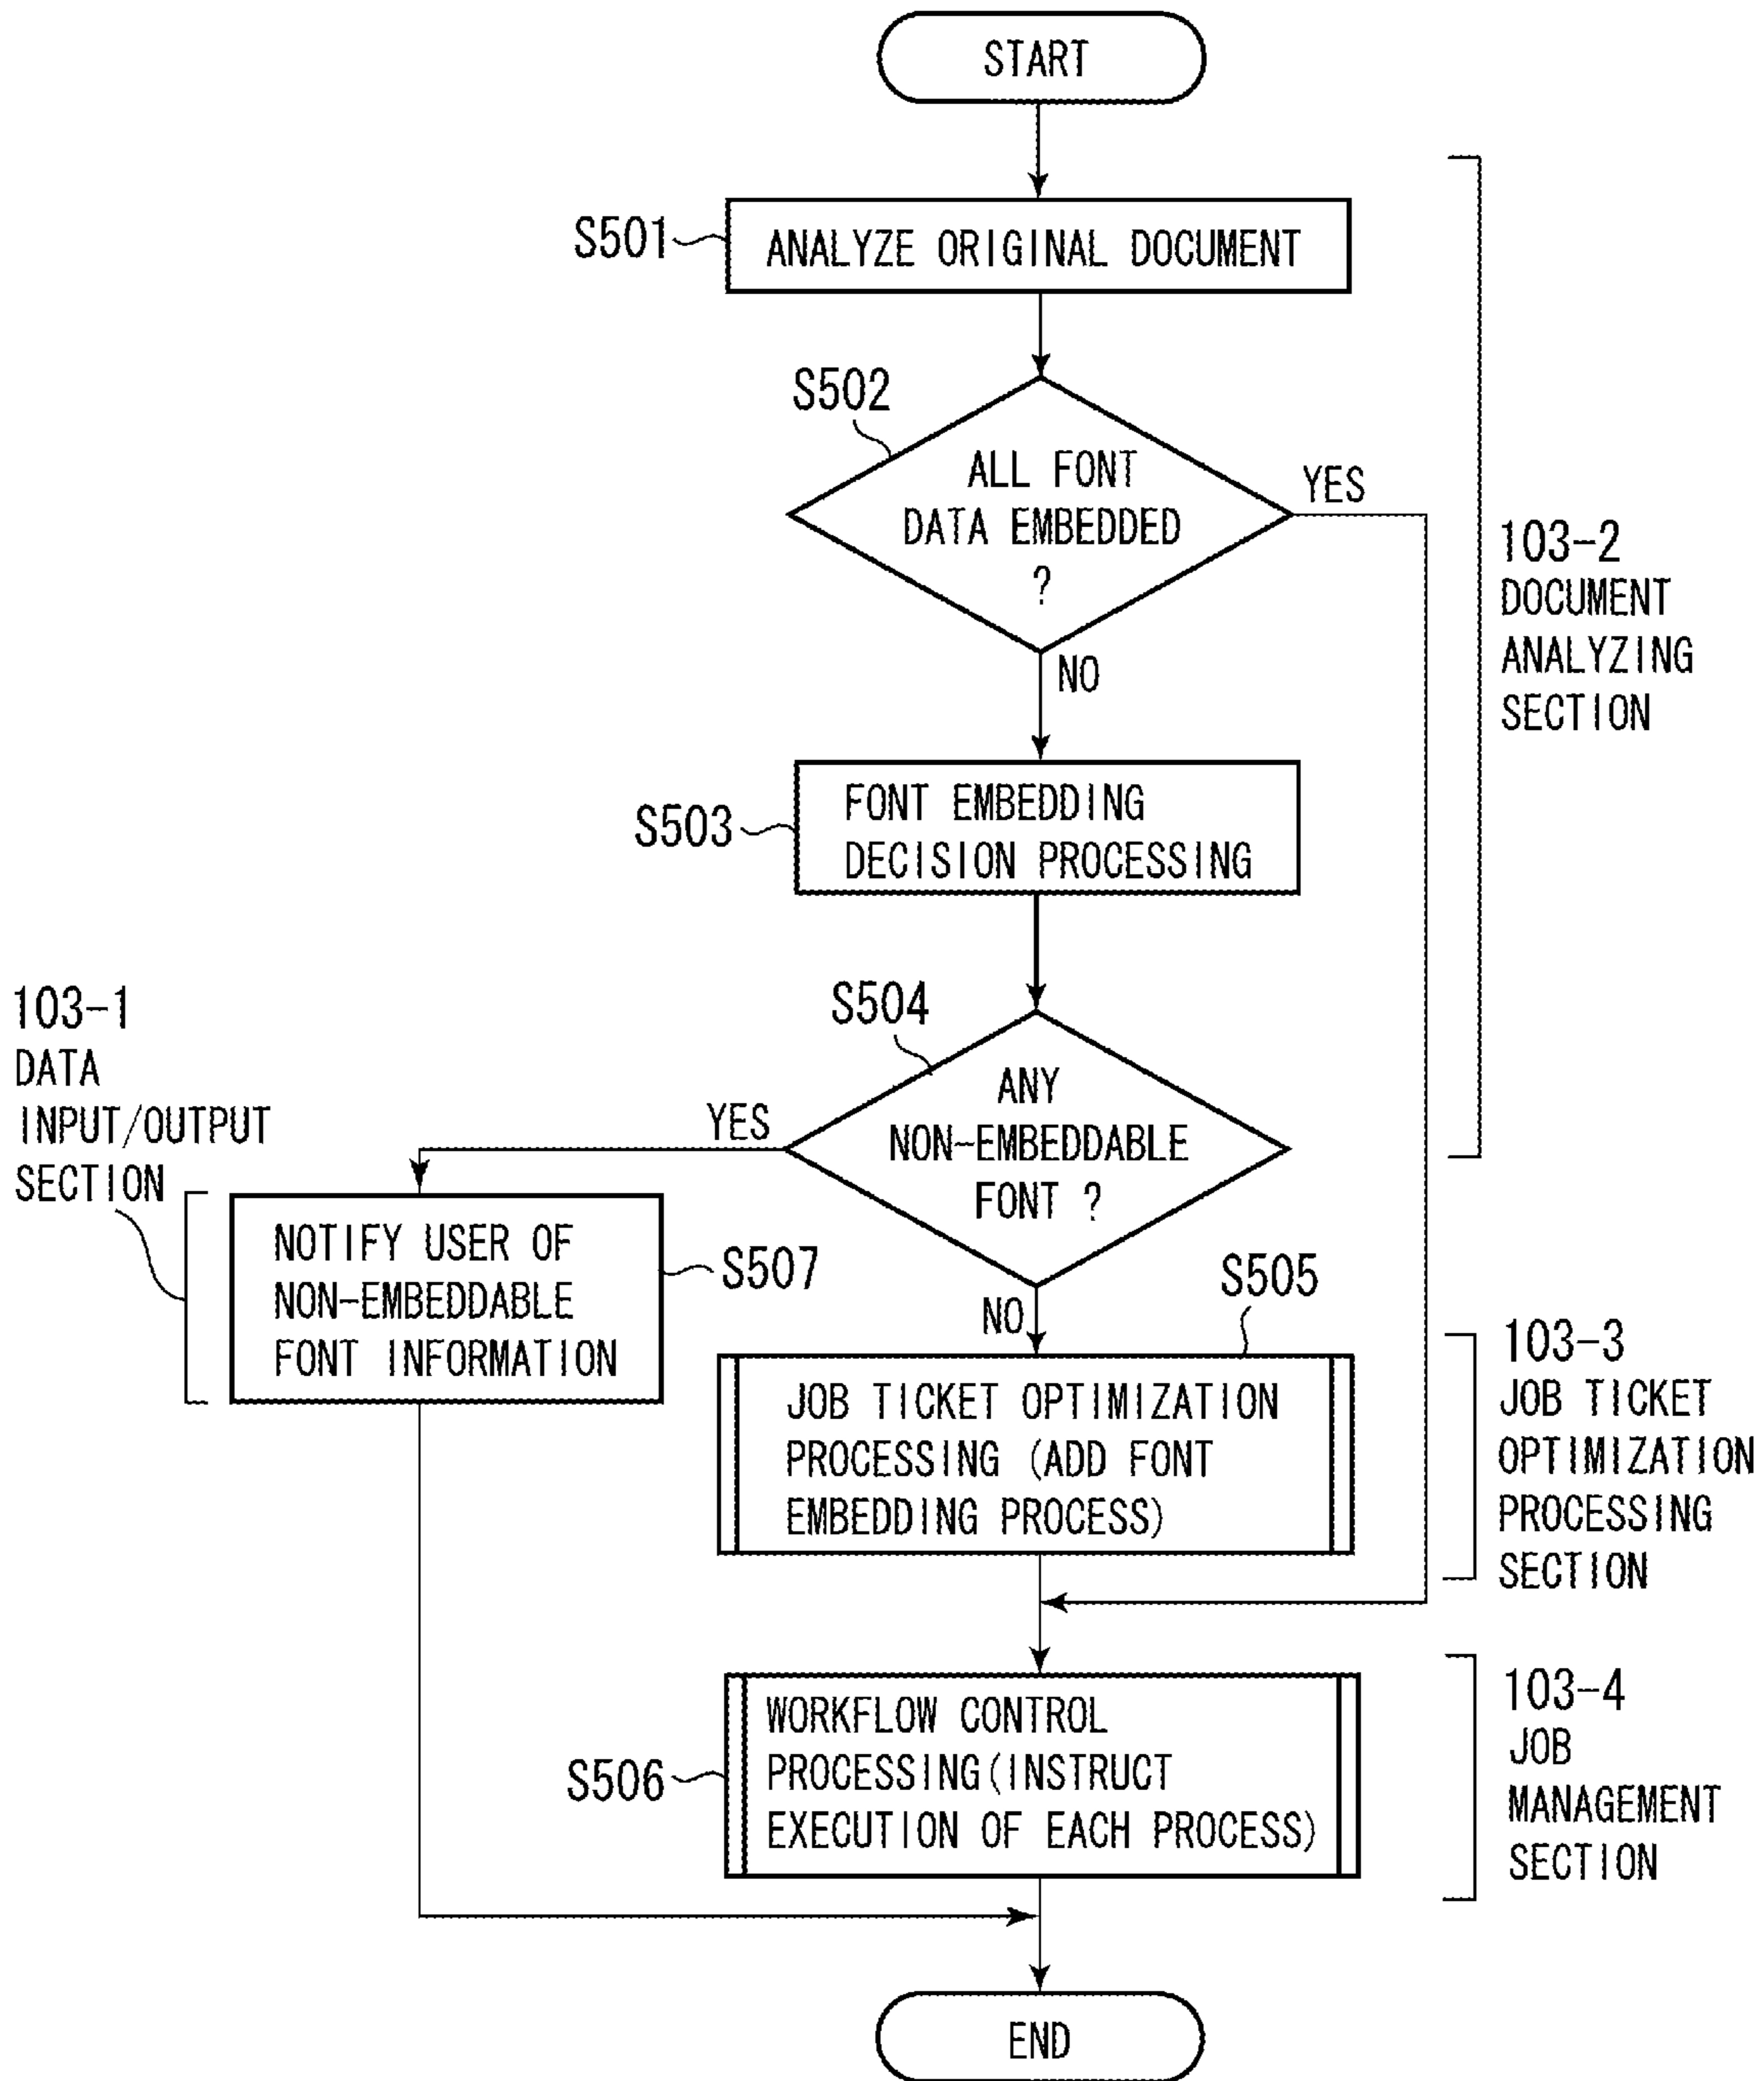 START
S501
ANALYZE ORIGINAL DOCUMENT
S502
ALL FONT
DATA EMBEDDED
?
YES
NO
103-2
DOCUMENT
ANALYZING
SECTION
S503
FONT EMBEDDING
DECISION PROCESSING
S504
ANY
NON-EMBEDDABLE
FONT ?
YES
NO
103-1
DATA
INPUT/OUTPUT
SECTION
NOTIFY USER OF
NON-EMBEDDABLE
FONT INFORMATION
S507
S505
JOB TICKET OPTIMIZATION
PROCESSING (ADD FONT
EMBEDDING PROCESS)
103-3
JOB TICKET
OPTIMIZATION
PROCESSING
SECTION
S506
WORKFLOW CONTROL
PROCESSING(INSTRUCT
EXECUTION OF EACH PROCESS)
103-4
JOB
MANAGEMENT
SECTION
END